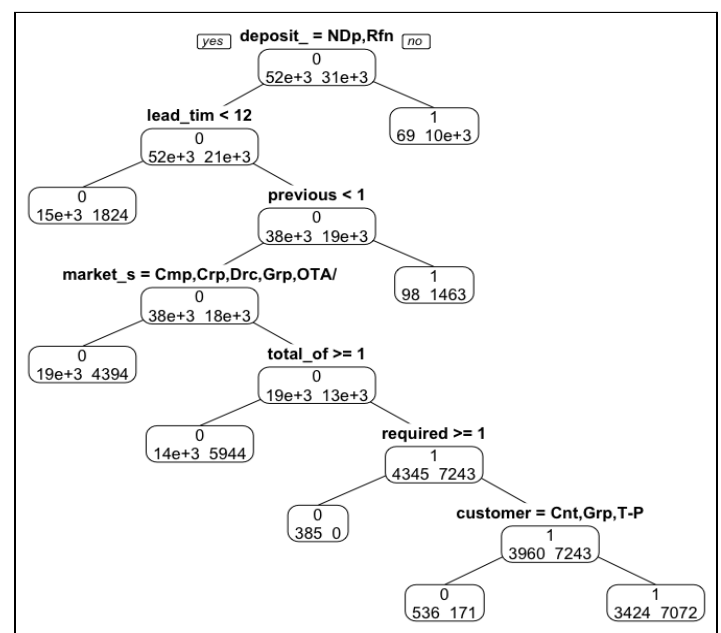 yes deposit_ = NDp,Rfn no
0
52e+3 31e+3
lead_tim < 12
1
69 10e+3
0
52e+3 21e+3
0
15e+3 1824
previous < 1
0
38e+3 19e+3
market_s = Cmp,Crp,Drc,Grp,OTA/
1
98 1463
0
38e+3 18e+3
0
19e+3 4394
total_of >= 1
0
19e+3 13e+3
0
14e+3 5944
required >= 1
1
4345 7243
0
385 0
customer = Cnt,Grp,T-P
1
3960 7243
0
536 171
1
3424 7072